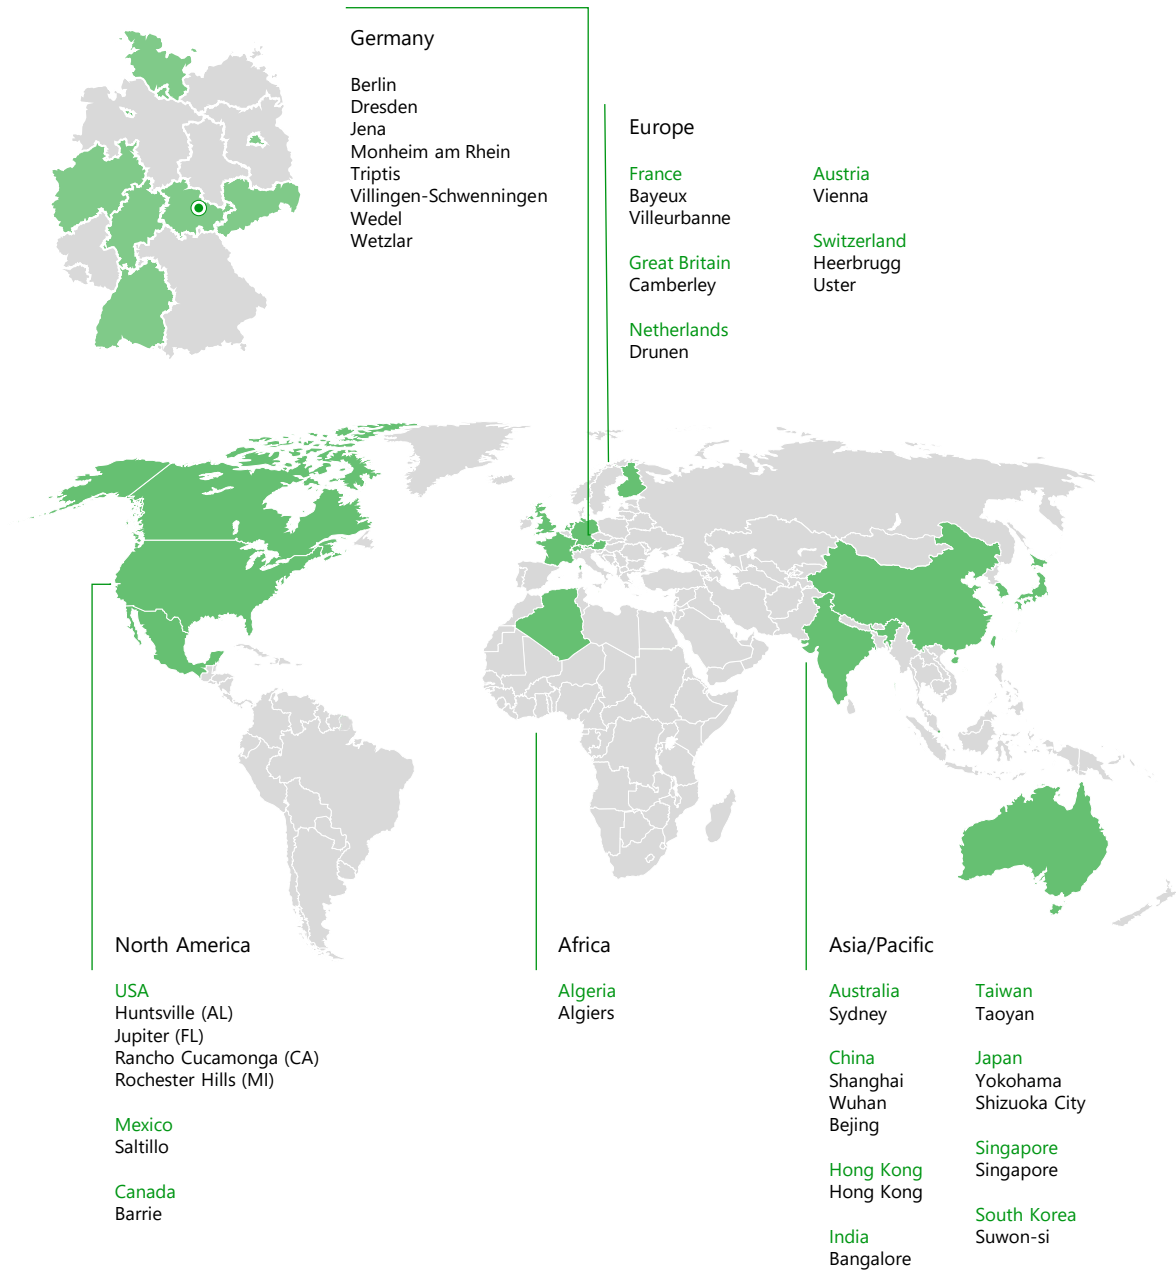 Germany
Berlin
Dresden
Jena
Monheim am Rhein
Triptis
Villingen-Schwenningen
Wedel
Wetzlar
Europe
France
Bayeux
Villeurbanne
Great Britain
Camberley
Netherlands
Drunen
Austria
Vienna
Switzerland
Heerbrugg
Uster
North America
USA
Huntsville (AL)
Jupiter (FL)
Rancho Cucamonga (CA)
Rochester Hills (MI)
Mexico
Saltillo
Canada
Barrie
Africa
Algeria
Algiers
Asia/Pacific
Australia
Sydney
China
Shanghai
Wuhan
Bejing
Hong Kong
Hong Kong
India
Bangalore
Taiwan
Taoyan
Japan
Yokohama
Shizuoka City
Singapore
Singapore
South Korea
Suwon-si